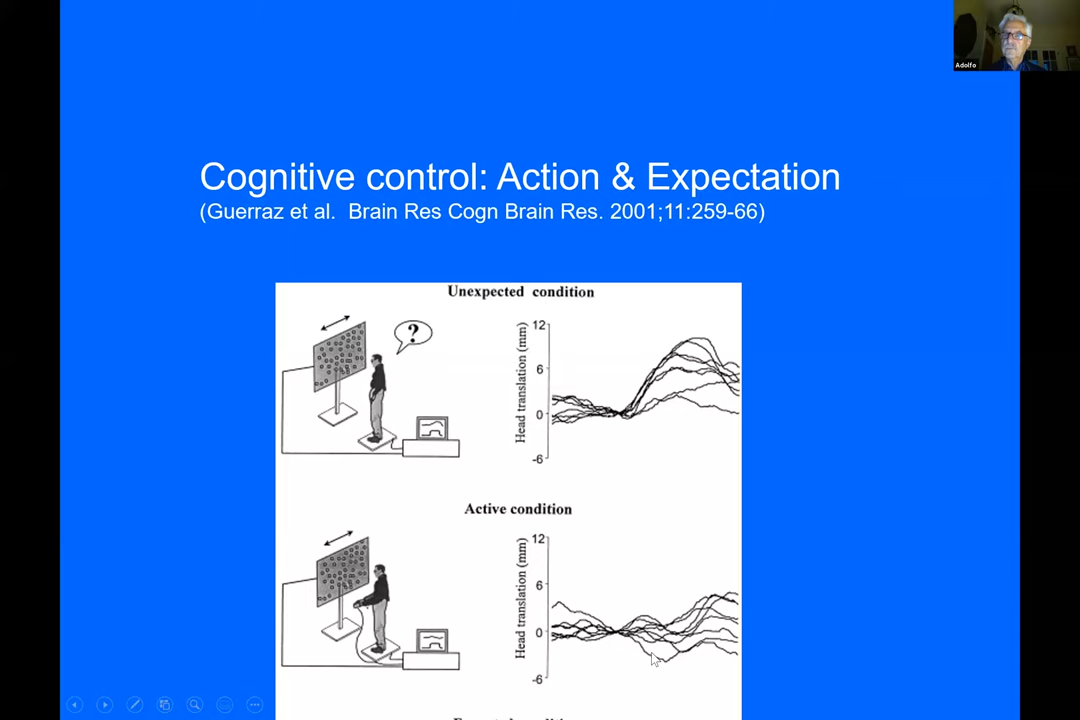 Adolfo
Cognitive control: Action & Expectation
(Guerraz et al. Brain Res Cogn Brain Res. 2001;11:259-66)
Unexpected condition
?
Head translation (mm)
12
6
0
-6
Active condition
Head translation (mm)
12
6
0
-6